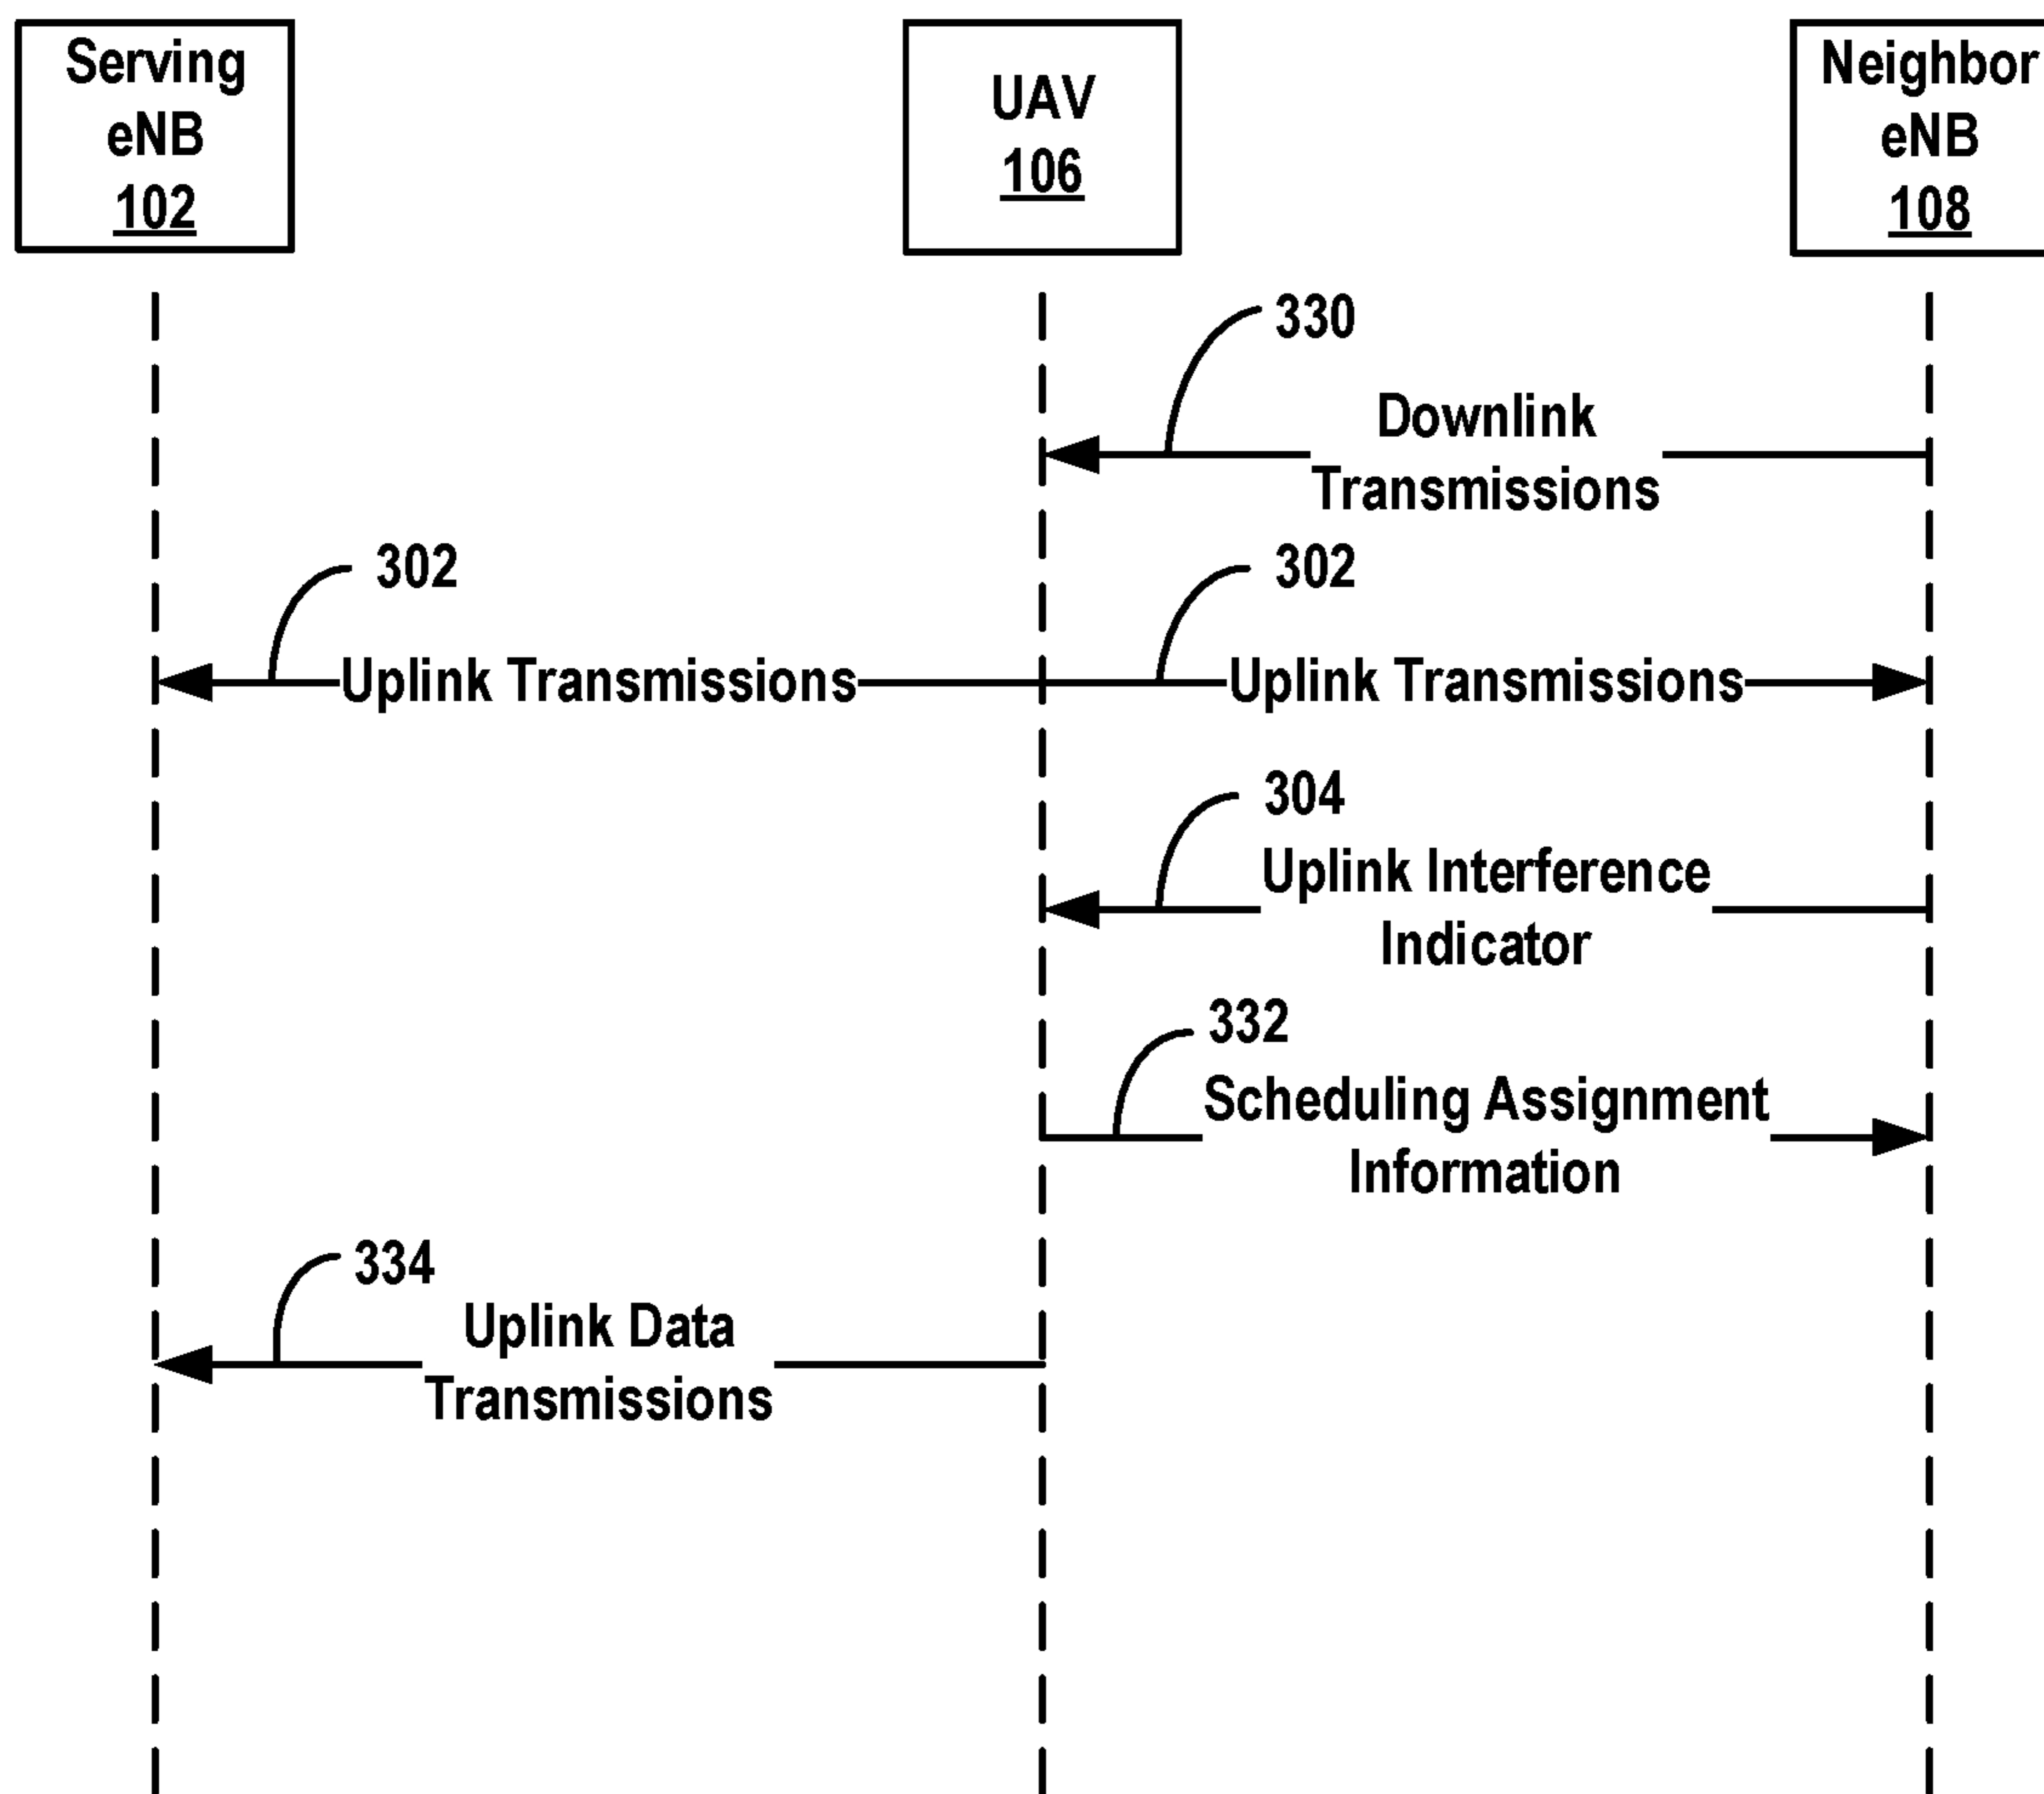 Serving
eNB
102
UAV
106
Neighbor
eNB
108
330
Downlink
Transmissions
302
302
Uplink Transmissions
Uplink Transmissions
304
Uplink Interference
Indicator
332
Scheduling Assignment
Information
334
Uplink Data
Transmissions